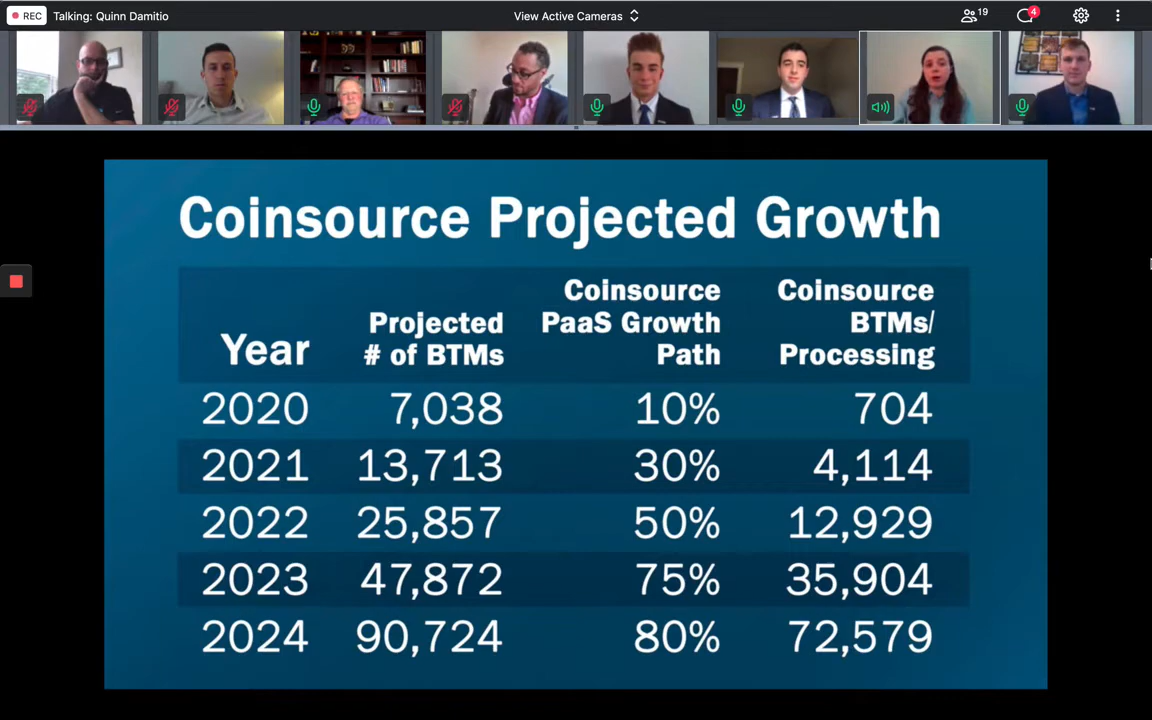 REC
Talking: Quinn Damitio
View Active Cameras
19
4
Coinsource Projected Growth
Year
Projected
# of BTMs
Coinsource
PaaS Growth
Path
Coinsource
BTMs/
Processing
2020 7,038 10% 704
2021 13,713 30% 4,114
2022 25,857 50% 12,929
2023 47,872 75% 35,904
2024 90,724 80% 72,579